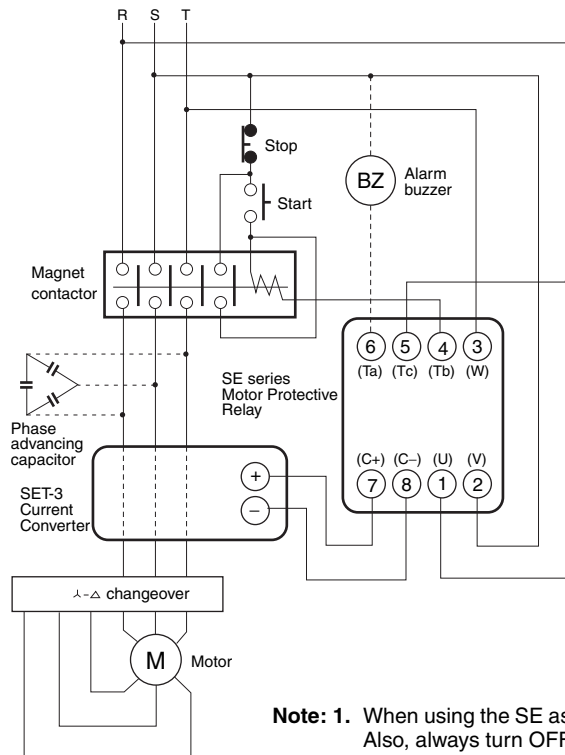 R S T
Stop
BZ
Alarm
buzzer
Start
Magnet
contactor
6 5 4 3
(Ta) (Tc) (Tb) (W)
SE series
Motor Protective
Relay
Phase
advancing
capacitor
(C+) (C−) (U) (V)
7 8 1 2
+
−
SET-3
Current
Converter
⅄-△ changeover
M
Motor
Note: 1. When using the SE as
Also, always turn OFF